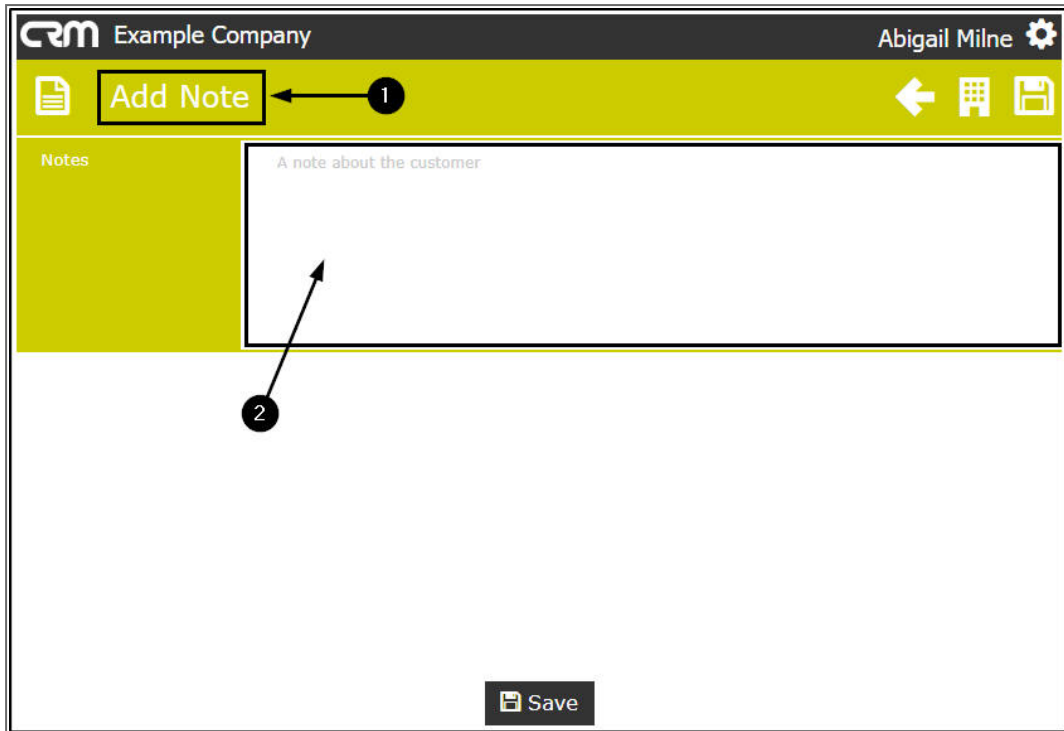 CRM Example Company
Abigail Milne
Add Note
1
Notes
A note about the customer
2
Save